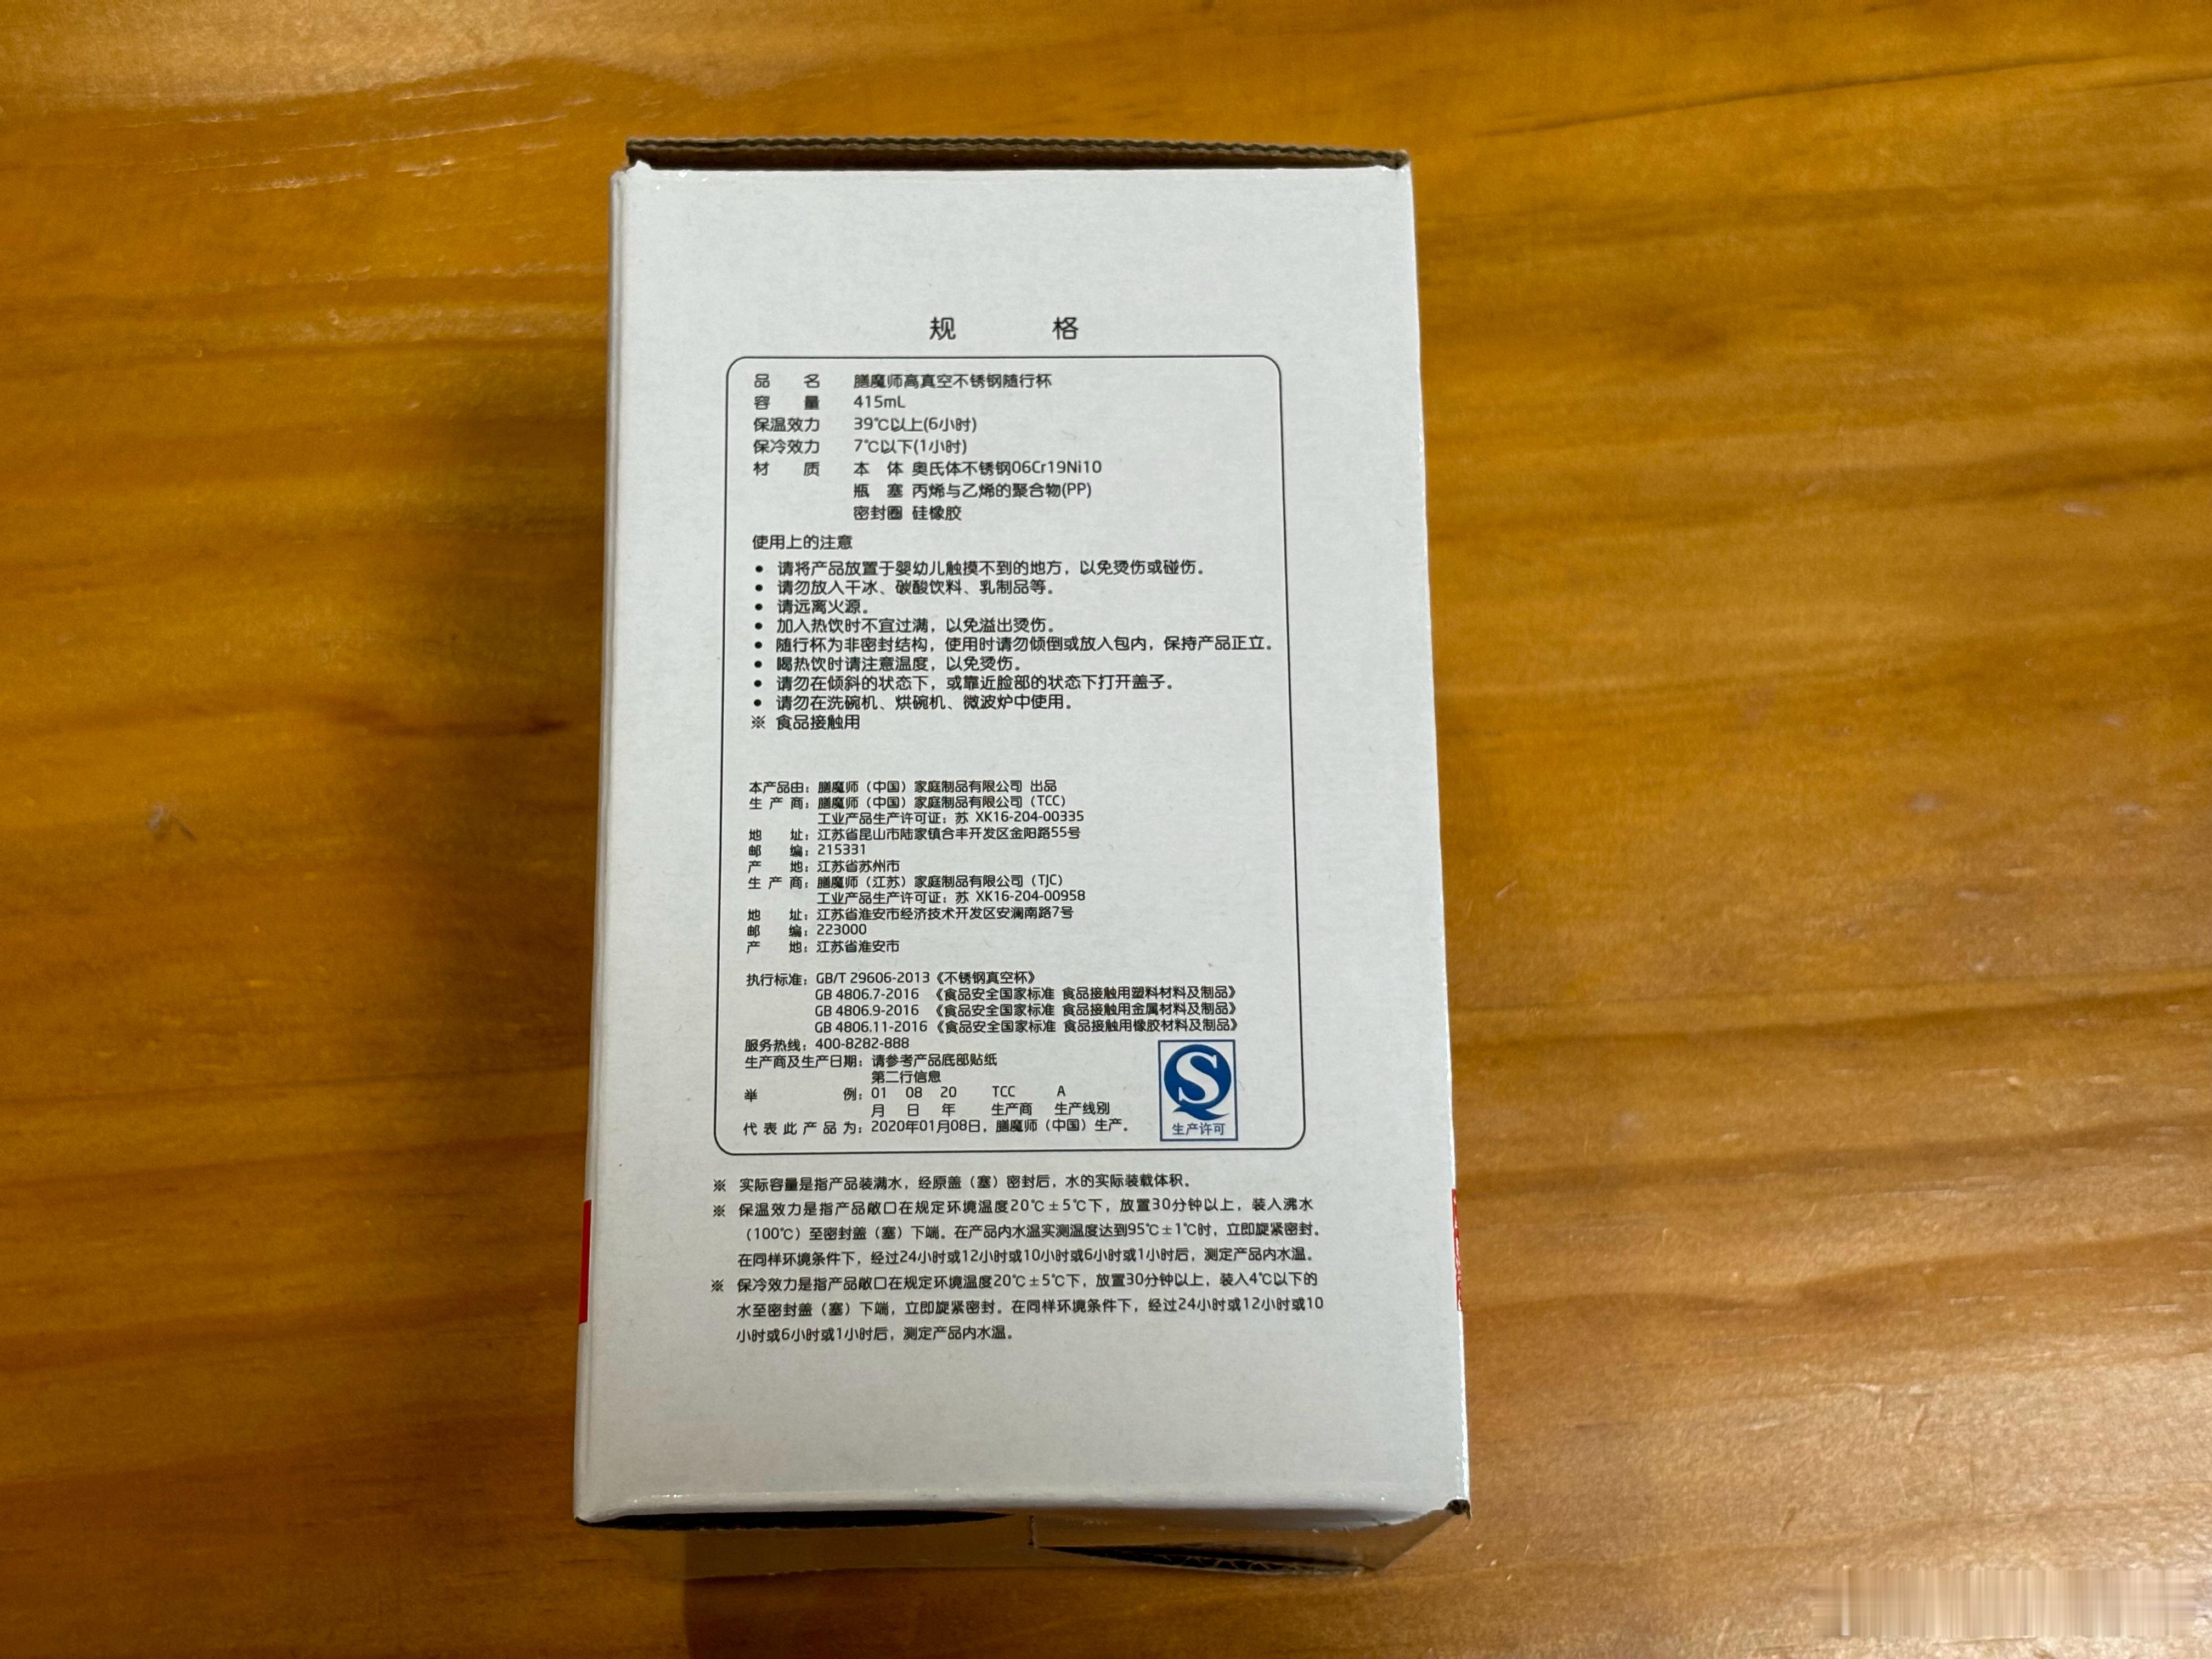 规 格
品 名 膳魔师高真空不锈钢随行杯
容 量 415mL
保温效力 39℃以上(6小时)
保冷效力 7℃以下(1小时)
材 质 本 体 奥氏体不锈钢06Cr19Ni10
瓶 塞 丙烯与乙烯的聚合物(PP)
密封圈 硅橡胶
使用上的注意
• 请将产品放置于婴幼儿触摸不到的地方，以免烫伤或碰伤。
• 请勿放入干冰、碳酸饮料、乳制品等。
• 请远离火源。
• 加入热饮时不宜过满，以免溢出烫伤。
• 随行杯为非密封结构，使用时请勿倾倒或放入包内，保持产品正立。
• 喝热饮时请注意温度，以免烫伤。
• 请勿在倾斜的状态下，或靠近脸部的状态下打开盖子。
• 请勿在洗碗机、烘碗机、微波炉中使用。
※ 食品接触用
本产品由：膳魔师（中国）家庭制品有限公司 出品
生 产 商：膳魔师（中国）家庭制品有限公司（TCC）
工业产品生产许可证：苏 XK16-204-00335
地 址：江苏省昆山市陆家镇合丰开发区金阳路55号
邮 编：215331
产 地：江苏省苏州市
生 产 商：膳魔师（江苏）家庭制品有限公司（TJC）
工业产品生产许可证：苏 XK16-204-00958
地 址：江苏省淮安市经济技术开发区安澜南路7号
邮 编：223000
产 地：江苏省淮安市
执行标准：GB/T 29606-2013《不锈钢真空杯》
GB 4806.7-2016 《食品安全国家标准 食品接触用塑料材料及制品》
GB 4806.9-2016 《食品安全国家标准 食品接触用金属材料及制品》
GB 4806.11-2016《食品安全国家标准 食品接触用橡胶材料及制品》
服务热线：400-8282-888
生产商及生产日期：请参考产品底部贴纸
第二行信息
举 例：01 08 20 TCC A
月 日 年 生产商 生产线别
代 表 此 产 品 为：2020年01月08日，膳魔师（中国）生产。
生产许可
※ 实际容量是指产品装满水，经原盖（塞）密封后，水的实际装载体积。
※ 保温效力是指产品敞口在规定环境温度20℃±5℃下，放置30分钟以上，装入沸水
（100℃）至密封盖（塞）下端。在产品内水温实测温度达到95℃±1℃时，立即旋紧密封。
在同样环境条件下，经过24小时或12小时或10小时或6小时或1小时后，测定产品内水温。
※ 保冷效力是指产品敞口在规定环境温度20℃±5℃下，放置30分钟以上，装入4℃以下的
水至密封盖（塞）下端，立即旋紧密封。在同样环境条件下，经过24小时或12小时或10
小时或6小时或1小时后，测定产品内水温。